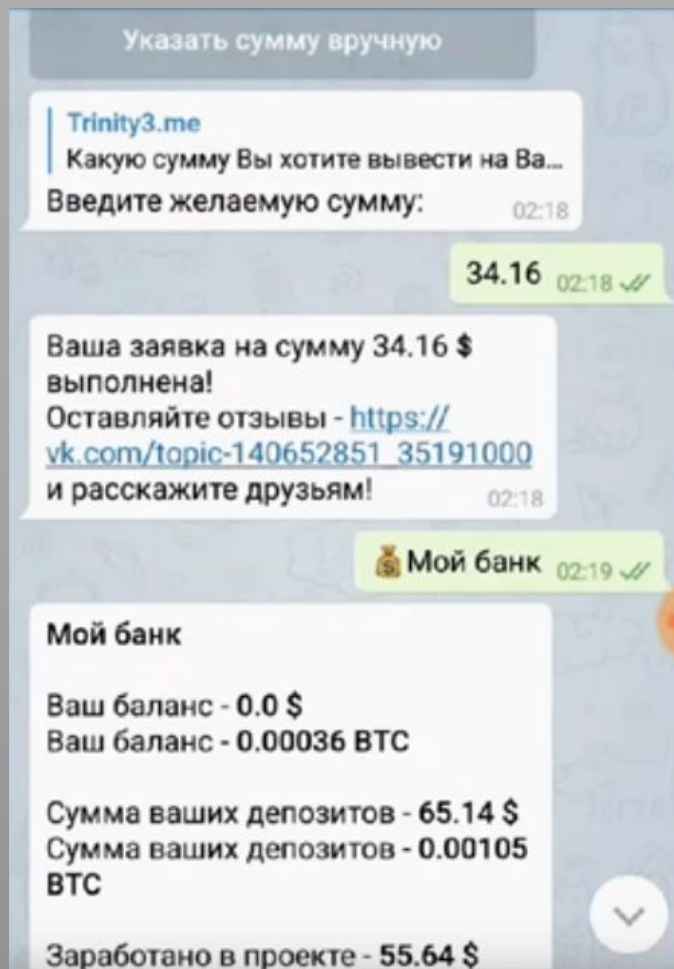 Указать сумму вручную
Trinity3.me
Какую сумму Вы хотите вывести на Ва...
Введите желаемую сумму:
02:18
34.16 02:18
Ваша заявка на сумму 34.16 $
выполнена!
Оставляйте отзывы - https://
vk.com/topic-140652851_35191000
и расскажите друзьям!
02:18
💰Мой банк 02:19
Мой банк
Ваш баланс - 0.0 $
Ваш баланс - 0.00036 BTC
Сумма ваших депозитов - 65.14 $
Сумма ваших депозитов - 0.00105
BTC
Заработано в проекте - 55.64 $